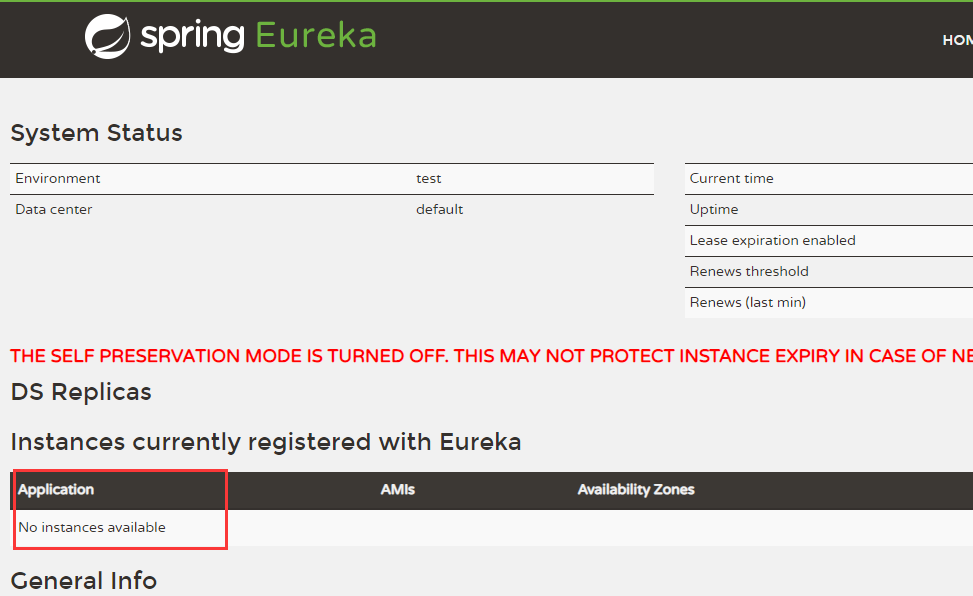 spring Eureka
HOM
System Status
Environment test
Data center default
Current time
Uptime
Lease expiration enabled
Renews threshold
Renews (last min)
THE SELF PRESERVATION MODE IS TURNED OFF. THIS MAY NOT PROTECT INSTANCE EXPIRY IN CASE OF NE
DS Replicas
Instances currently registered with Eureka
Application AMIs Availability Zones
No instances available
General Info